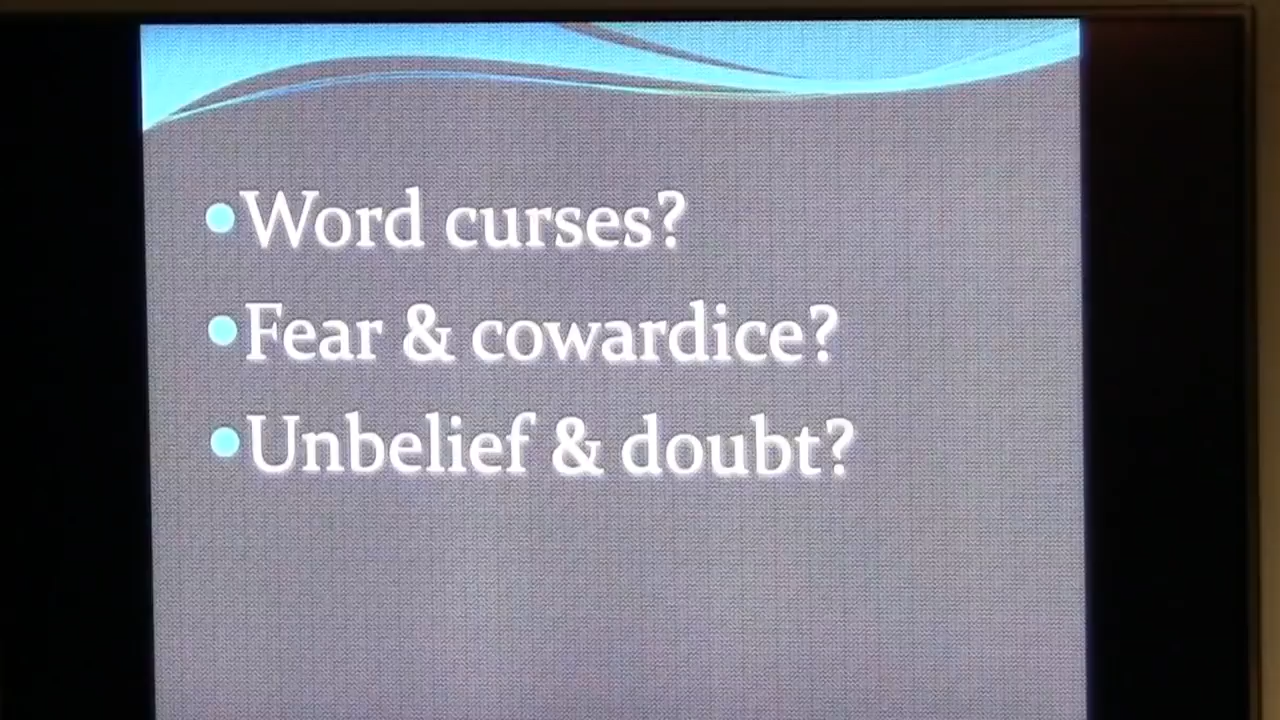 •Word curses?
•Fear & cowardice?
•Unbelief & doubt?